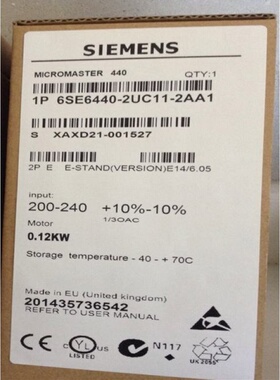 SIEMENS
MICROMASTER 440 QTY:1
1P 6SE6440-2UC11-2AA1
S XAXD21-001527
2P E E-STAND(VERSION)E14/6.05
input:
200-240 +10%-10%
1/3OAC
Motor
0.12KW
Storage temperature - 40 - + 70C
REFER TO USER MANUAL
Made in EU (United kingdom)
201435736542
CE UL N117
LISTED